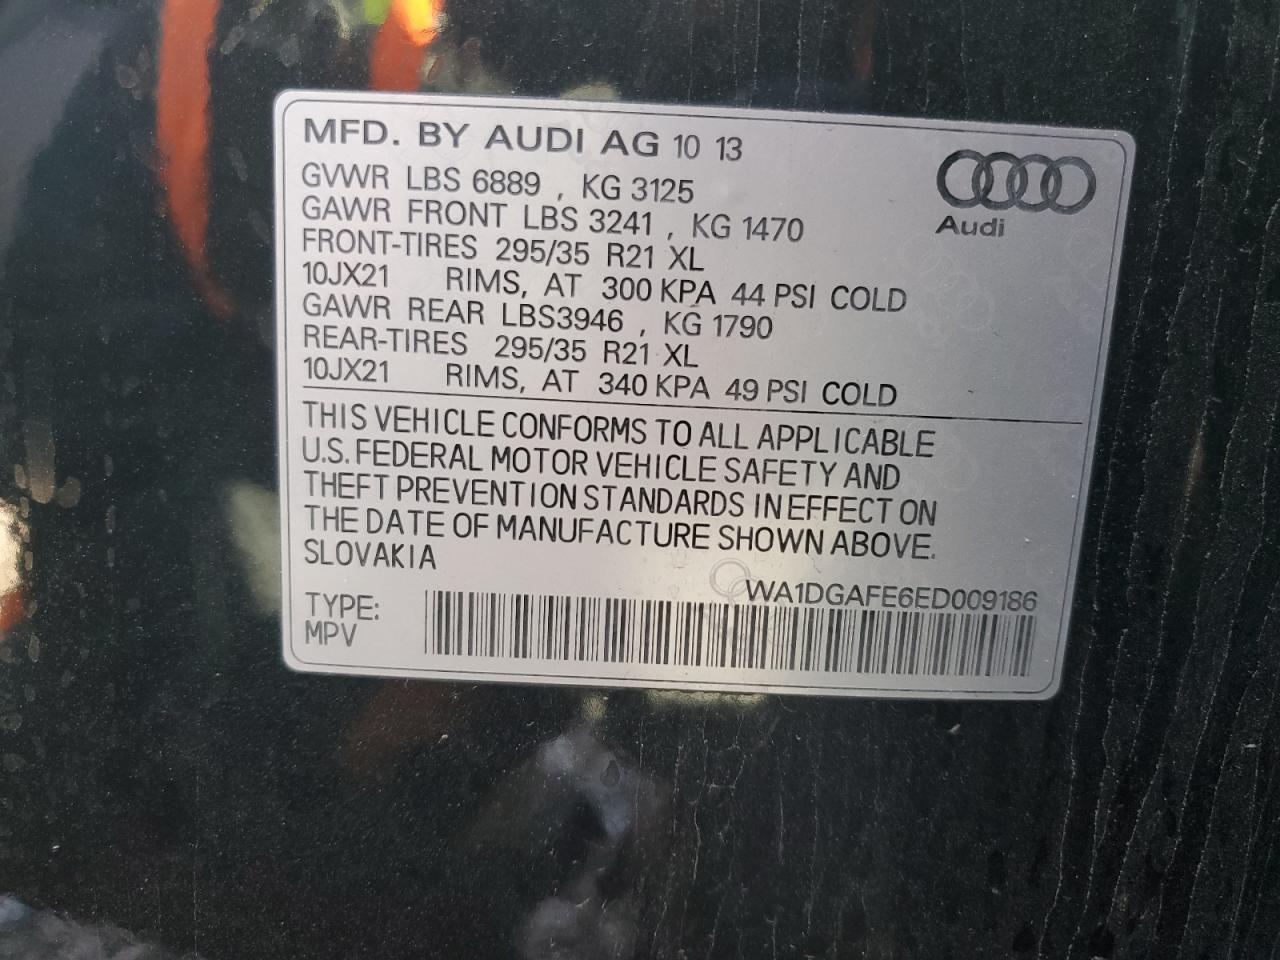 MFD. BY AUDI AG 10 13
Audi
GVWR LBS 6889 , KG 3125
GAWR FRONT LBS 3241 , KG 1470
FRONT-TIRES 295/35 R21 XL
10JX21 RIMS, AT 300 KPA 44 PSI COLD
GAWR REAR LBS3946 , KG 1790
REAR-TIRES 295/35 R21 XL
10JX21 RIMS, AT 340 KPA 49 PSI COLD
THIS VEHICLE CONFORMS TO ALL APPLICABLE
U.S. FEDERAL MOTOR VEHICLE SAFETY AND
THEFT PREVENTION STANDARDS IN EFFECT ON
THE DATE OF MANUFACTURE SHOWN ABOVE.
SLOVAKIA
WA1DGAFE6ED009186
TYPE:
MPV